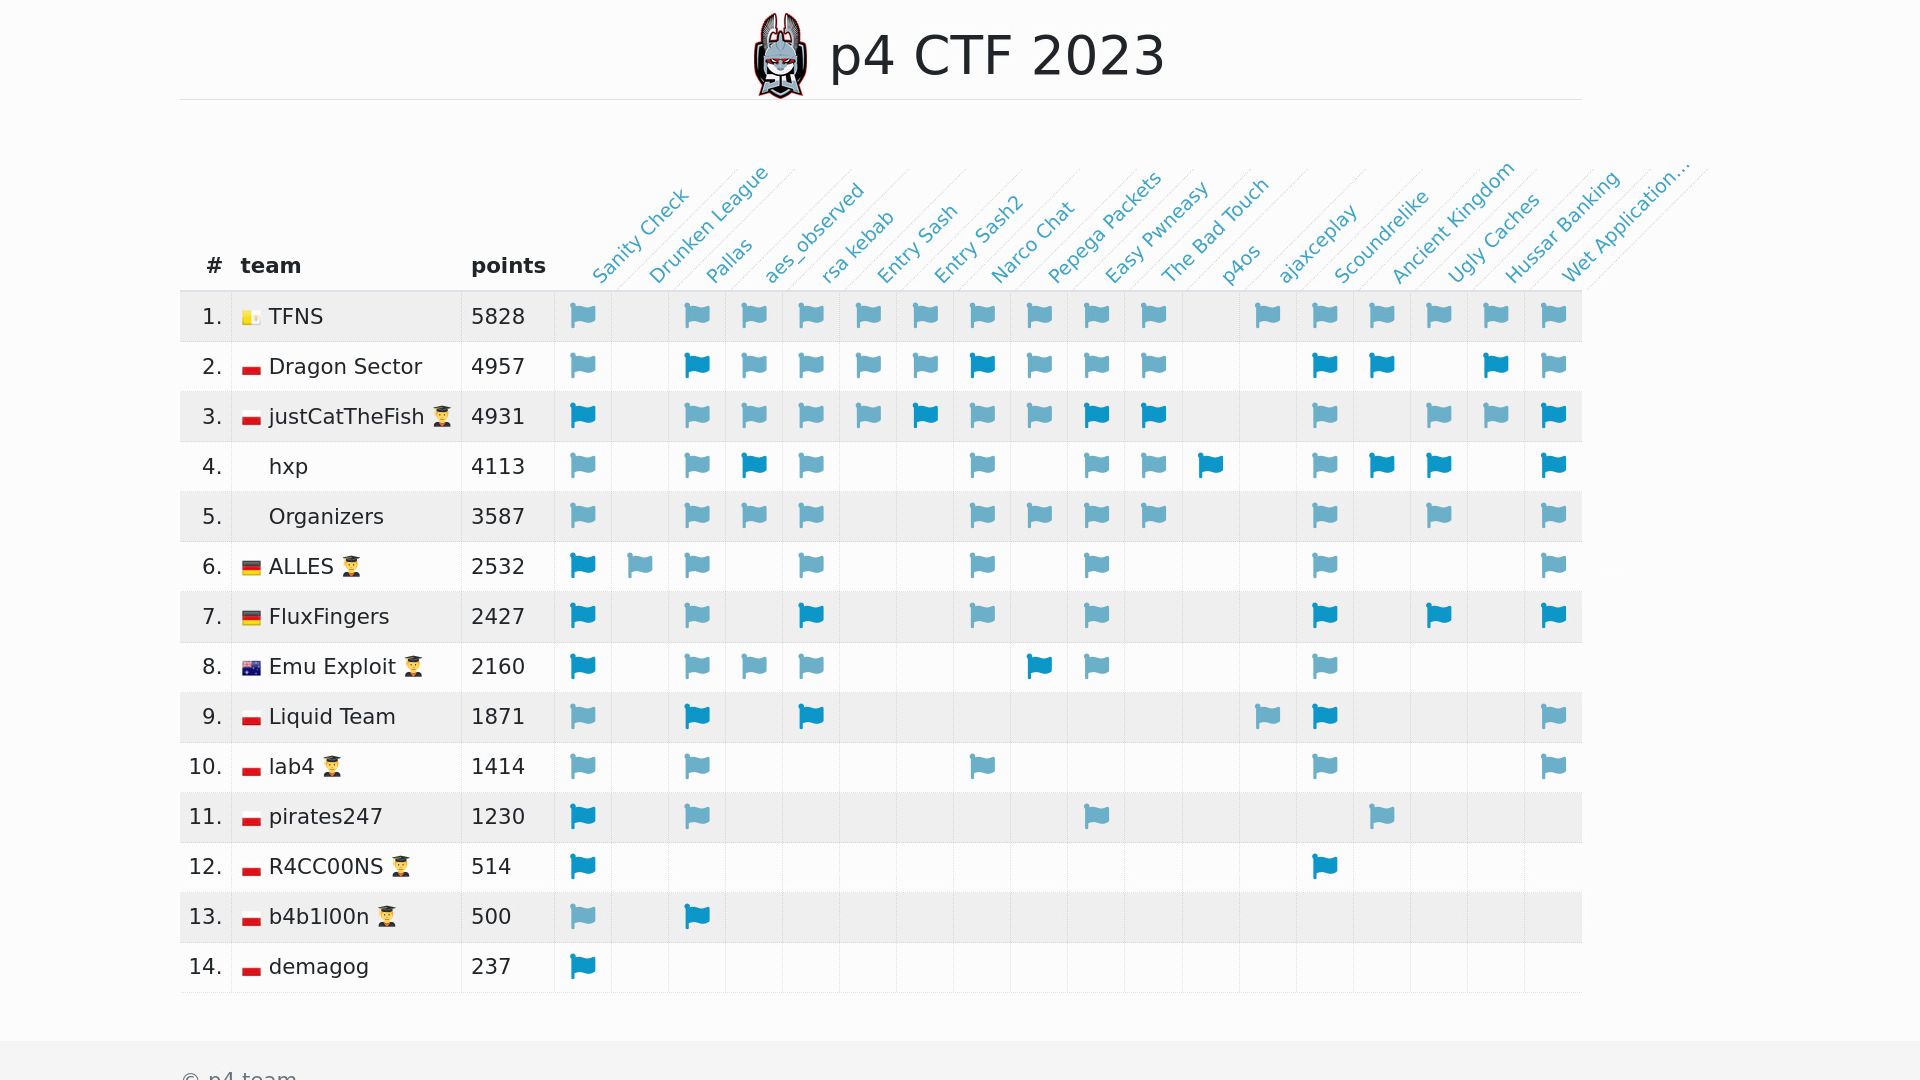 p4 CTF 2023
# team points Sanity Check Drunken League Pallas aes_observed rsa kebab Entry Sash Entry Sash2 Narco Chat Pepega Packets Easy Pwneasy The Bad Touch p4os ajaxceplay Scoundrelike Ancient Kingdom Ugly Caches Hussar Banking Wet Application...
1. TFNS 5828
2. Dragon Sector 4957
3. justCatTheFish 4931
4. hxp 4113
5. Organizers 3587
6. ALLES 2532
7. FluxFingers 2427
8. Emu Exploit 2160
9. Liquid Team 1871
10. lab4 1414
11. pirates247 1230
12. R4CC00NS 514
13. b4b1l00n 500
14. demagog 237
© p4 team